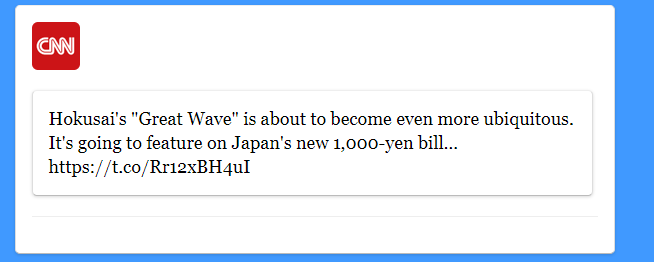 CNN
Hokusai's "Great Wave" is about to become even more ubiquitous.
It's going to feature on Japan's new 1,000-yen bill...
https://t.co/Rr12xBH4uI